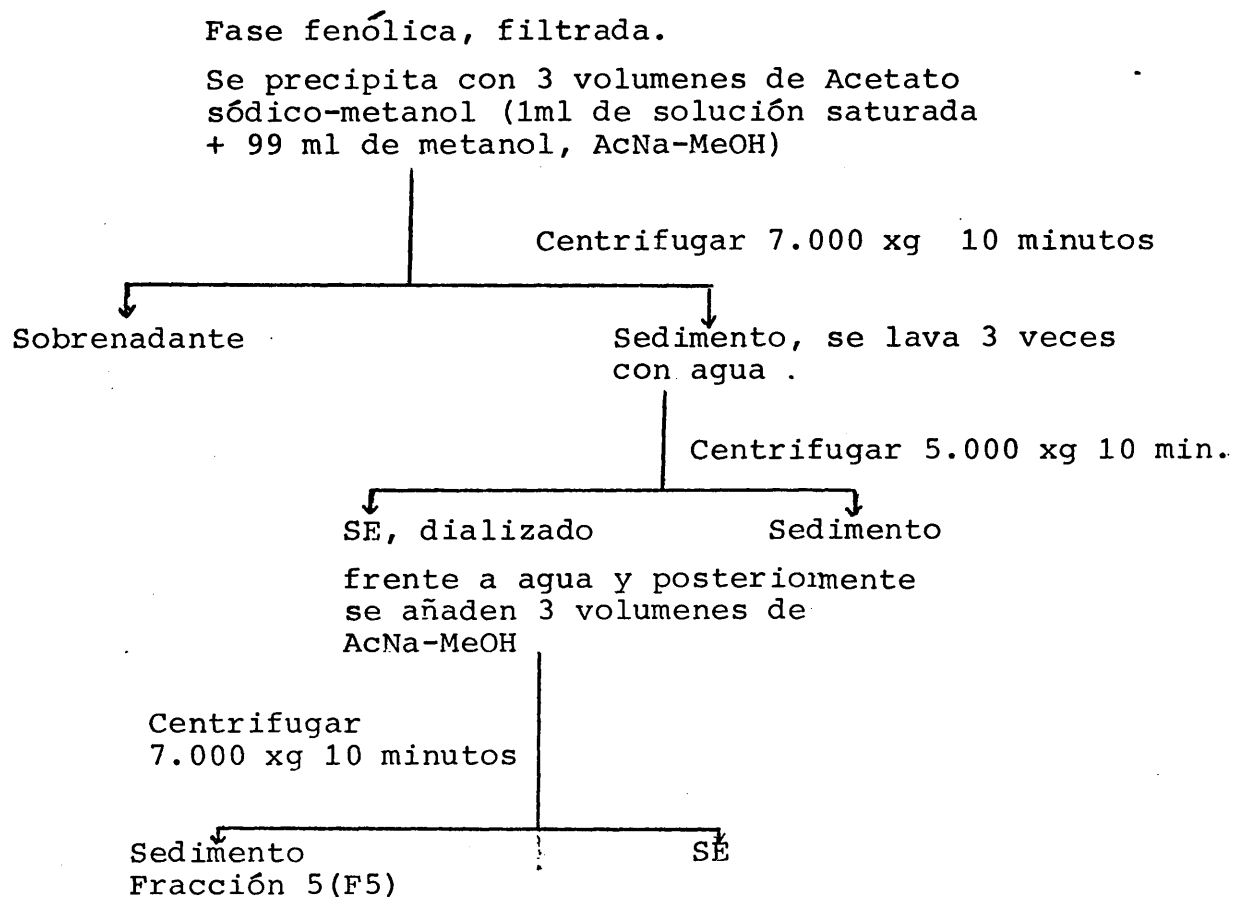 Fase fenólica, filtrada.
Se precipita con 3 volumenes de Acetato
sódico-metanol (1ml de solución saturada
+ 99 ml de metanol, AcNa-MeOH)
Centrifugar 7.000 xg 10 minutos
Sobrenadante
Sedimento, se lava 3 veces
con agua .
Centrifugar 5.000 xg 10 min.
SE, dializado
Sedimento
frente a agua y posteriormente
se añaden 3 volumenes de
AcNa-MeOH
Centrifugar
7.000 xg 10 minutos
Sedimento
Fracción 5(F5)
SE